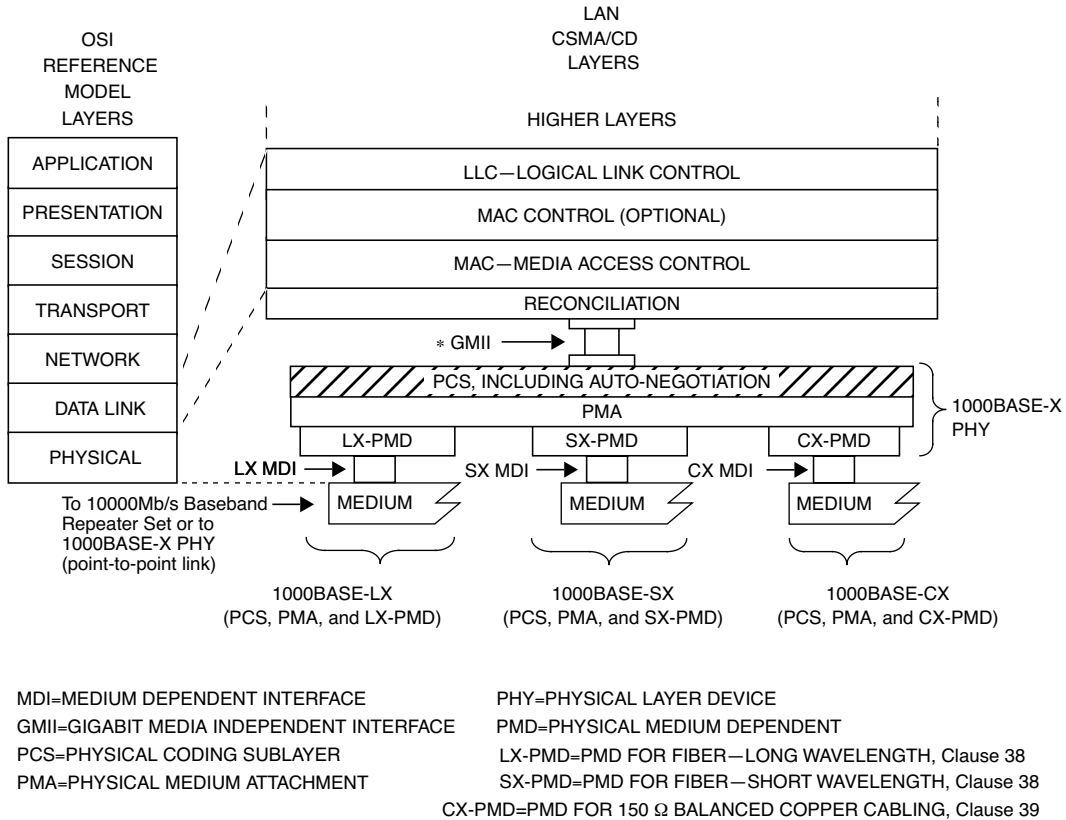 LAN
CSMA/CD
LAYERS
OSI
REFERENCE
MODEL
LAYERS
HIGHER LAYERS
APPLICATION
PRESENTATION
SESSION
TRANSPORT
NETWORK
DATA LINK
PHYSICAL
LLC—LOGICAL LINK CONTROL
MAC CONTROL (OPTIONAL)
MAC—MEDIA ACCESS CONTROL
RECONCILIATION
* GMII
PCS, INCLUDING AUTO-NEGOTIATION
PMA
1000BASE-X
PHY
LX-PMD
SX-PMD
CX-PMD
LX MDI
SX MDI
CX MDI
MEDIUM
MEDIUM
MEDIUM
To 10000Mb/s Baseband
Repeater Set or to
1000BASE-X PHY
(point-to-point link)
1000BASE-LX
(PCS, PMA, and LX-PMD)
1000BASE-SX
(PCS, PMA, and SX-PMD)
1000BASE-CX
(PCS, PMA, and CX-PMD)
MDI=MEDIUM DEPENDENT INTERFACE
GMII=GIGABIT MEDIA INDEPENDENT INTERFACE
PCS=PHYSICAL CODING SUBLAYER
PMA=PHYSICAL MEDIUM ATTACHMENT
PHY=PHYSICAL LAYER DEVICE
PMD=PHYSICAL MEDIUM DEPENDENT
LX-PMD=PMD FOR FIBER—LONG WAVELENGTH, Clause 38
SX-PMD=PMD FOR FIBER—SHORT WAVELENGTH, Clause 38
CX-PMD=PMD FOR 150 Ω BALANCED COPPER CABLING, Clause 39